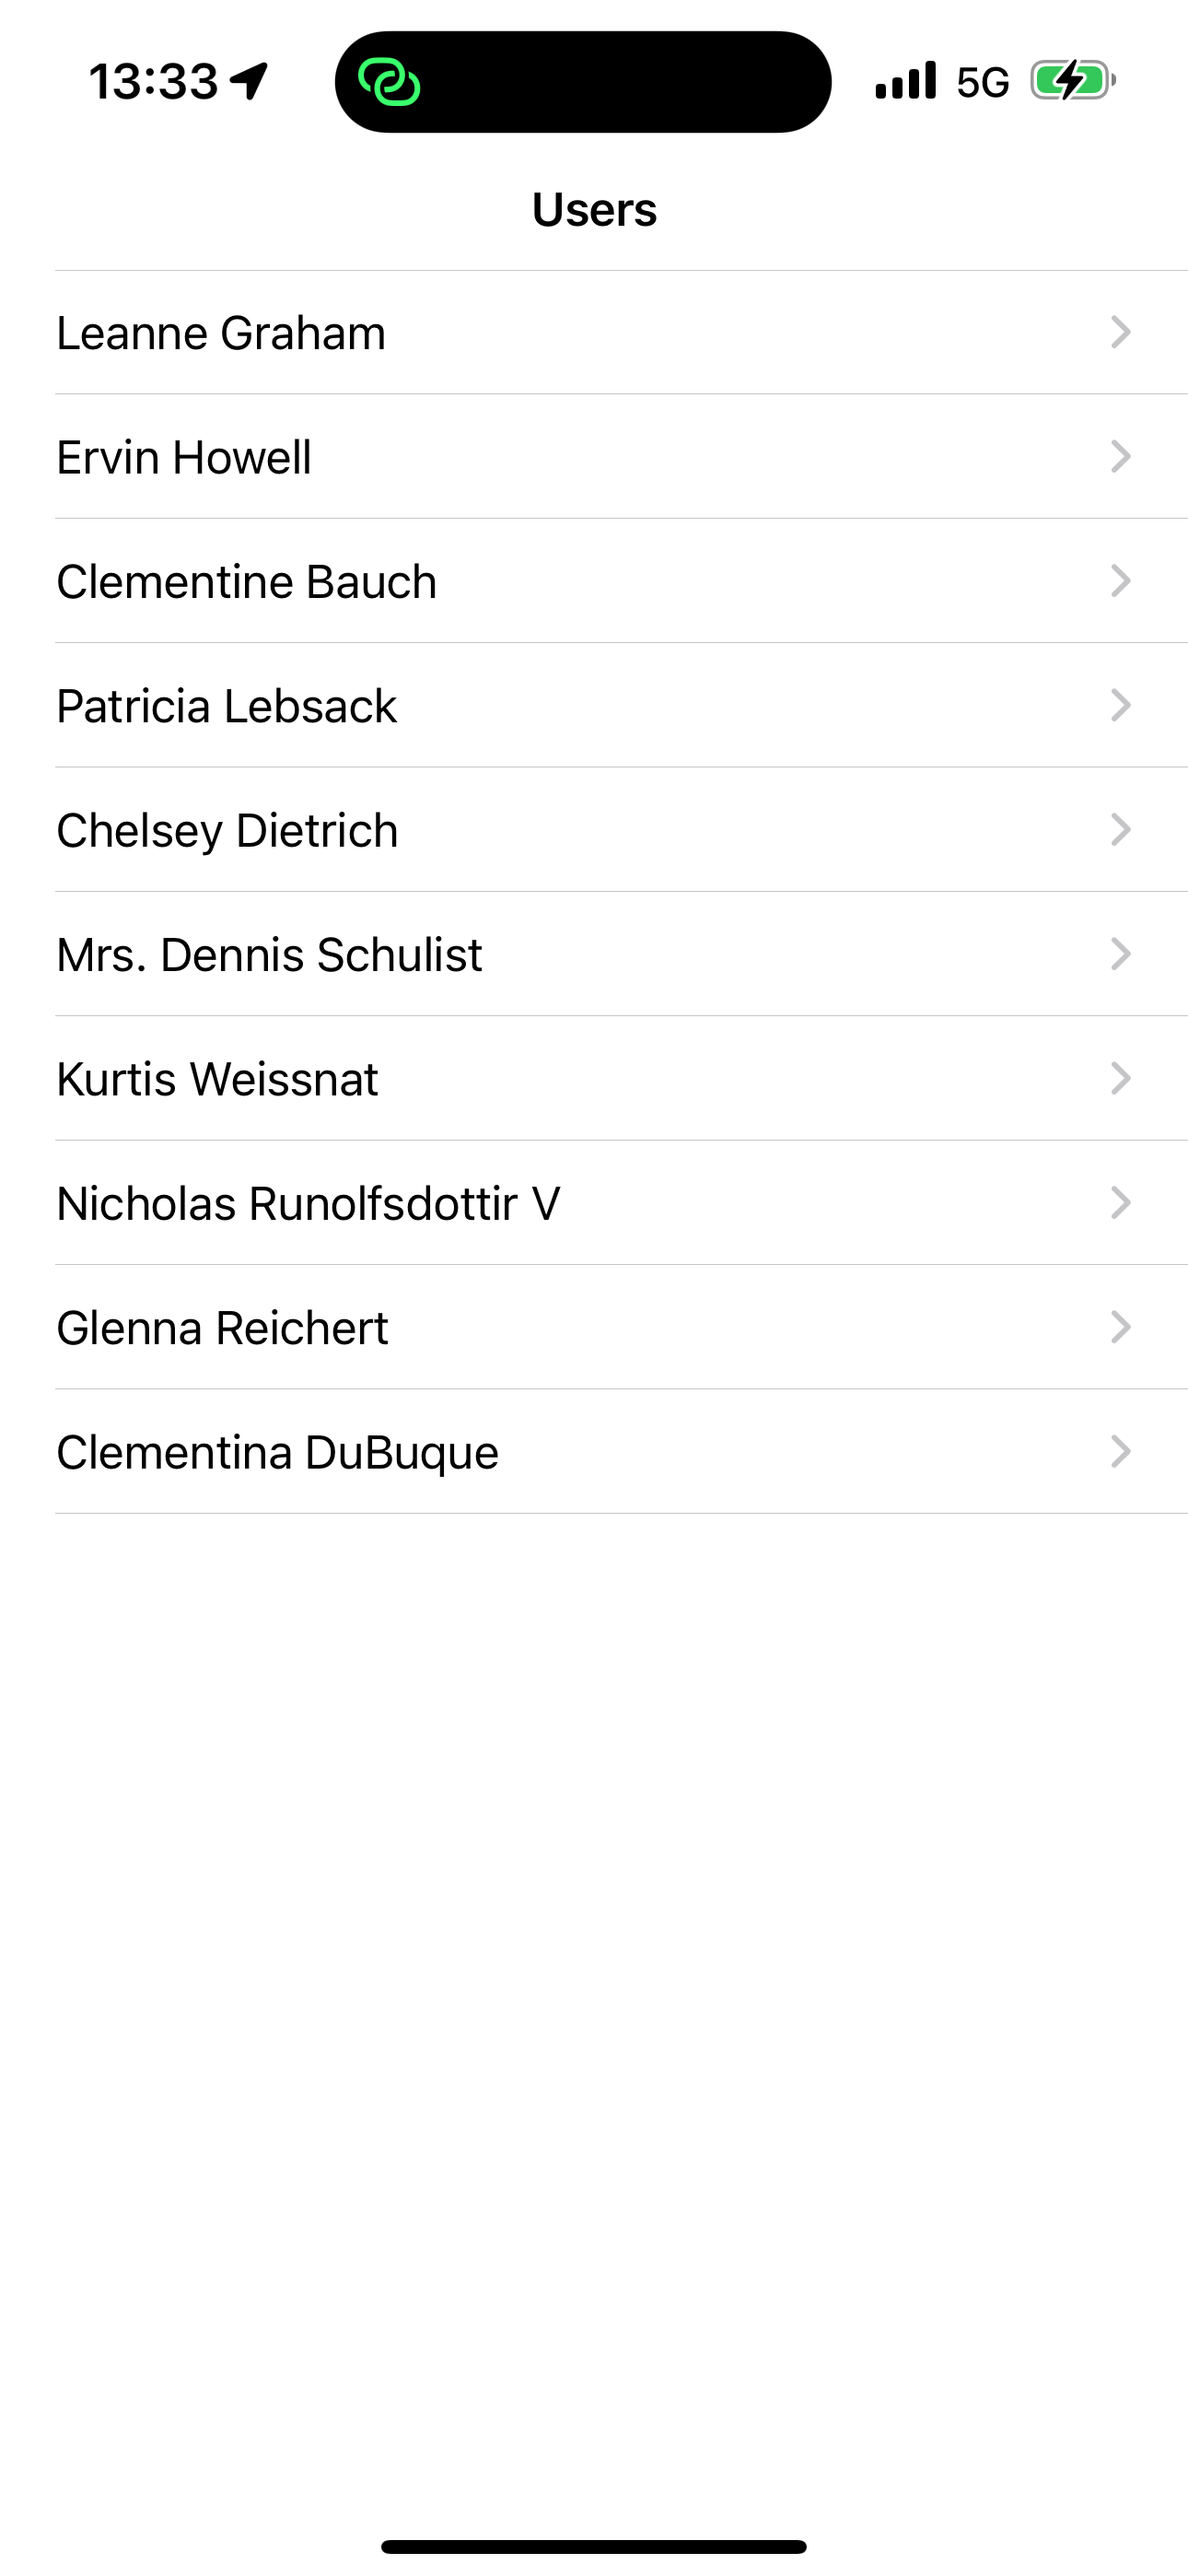 13:33
5G
Users
Leanne Graham
Ervin Howell
Clementine Bauch
Patricia Lebsack
Chelsey Dietrich
Mrs. Dennis Schulist
Kurtis Weissnat
Nicholas Runolfsdottir V
Glenna Reichert
Clementina DuBuque